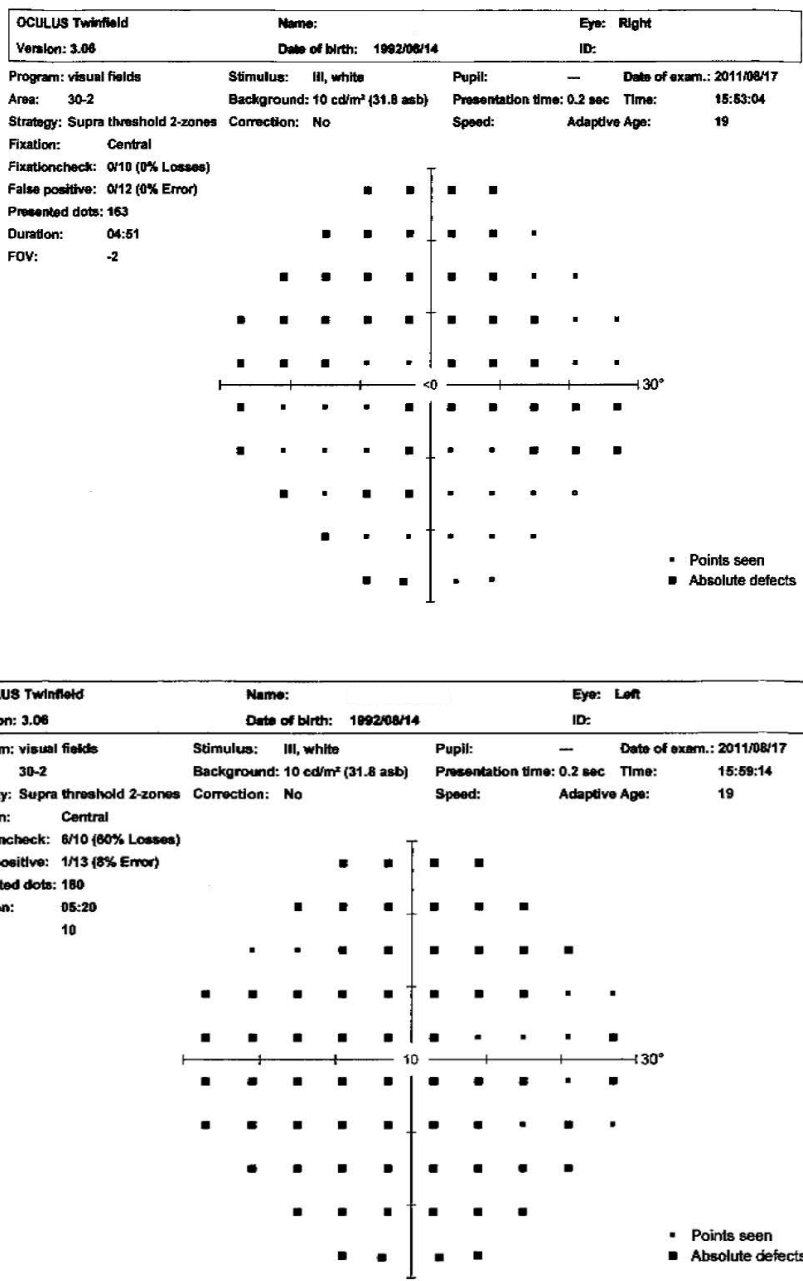 OCULUS Twinfield Name: Eye: Right
Version: 3.06 Date of birth: 1992/08/14 ID:
Program: visual fields Stimulus: III, white Pupil: — Date of exam.: 2011/08/17
Area: 30-2 Background: 10 cd/m² (31.8 asb) Presentation time: 0.2 sec Time: 15:53:04
Strategy: Supra threshold 2-zones Correction: No Speed: Adaptive Age: 19
Fixation: Central
Fixationcheck: 0/10 (0% Losses)
False positive: 0/12 (0% Error)
Presented dots: 163
Duration: 04:51
FOV: -2
<0 30°
Points seen
Absolute defects
LUS Twinfield Name: Eye: Left
on: 3.06 Date of birth: 1992/08/14 ID:
m: visual fields Stimulus: III, white Pupil: — Date of exam.: 2011/08/17
30-2 Background: 10 cd/m² (31.8 asb) Presentation time: 0.2 sec Time: 15:59:14
y: Supra threshold 2-zones Correction: No Speed: Adaptive Age: 19
n: Central
ncheck: 6/10 (60% Losses)
ositive: 1/13 (8% Error)
ted dots: 180
on: 05:20
10
10 30°
Points seen
Absolute defects